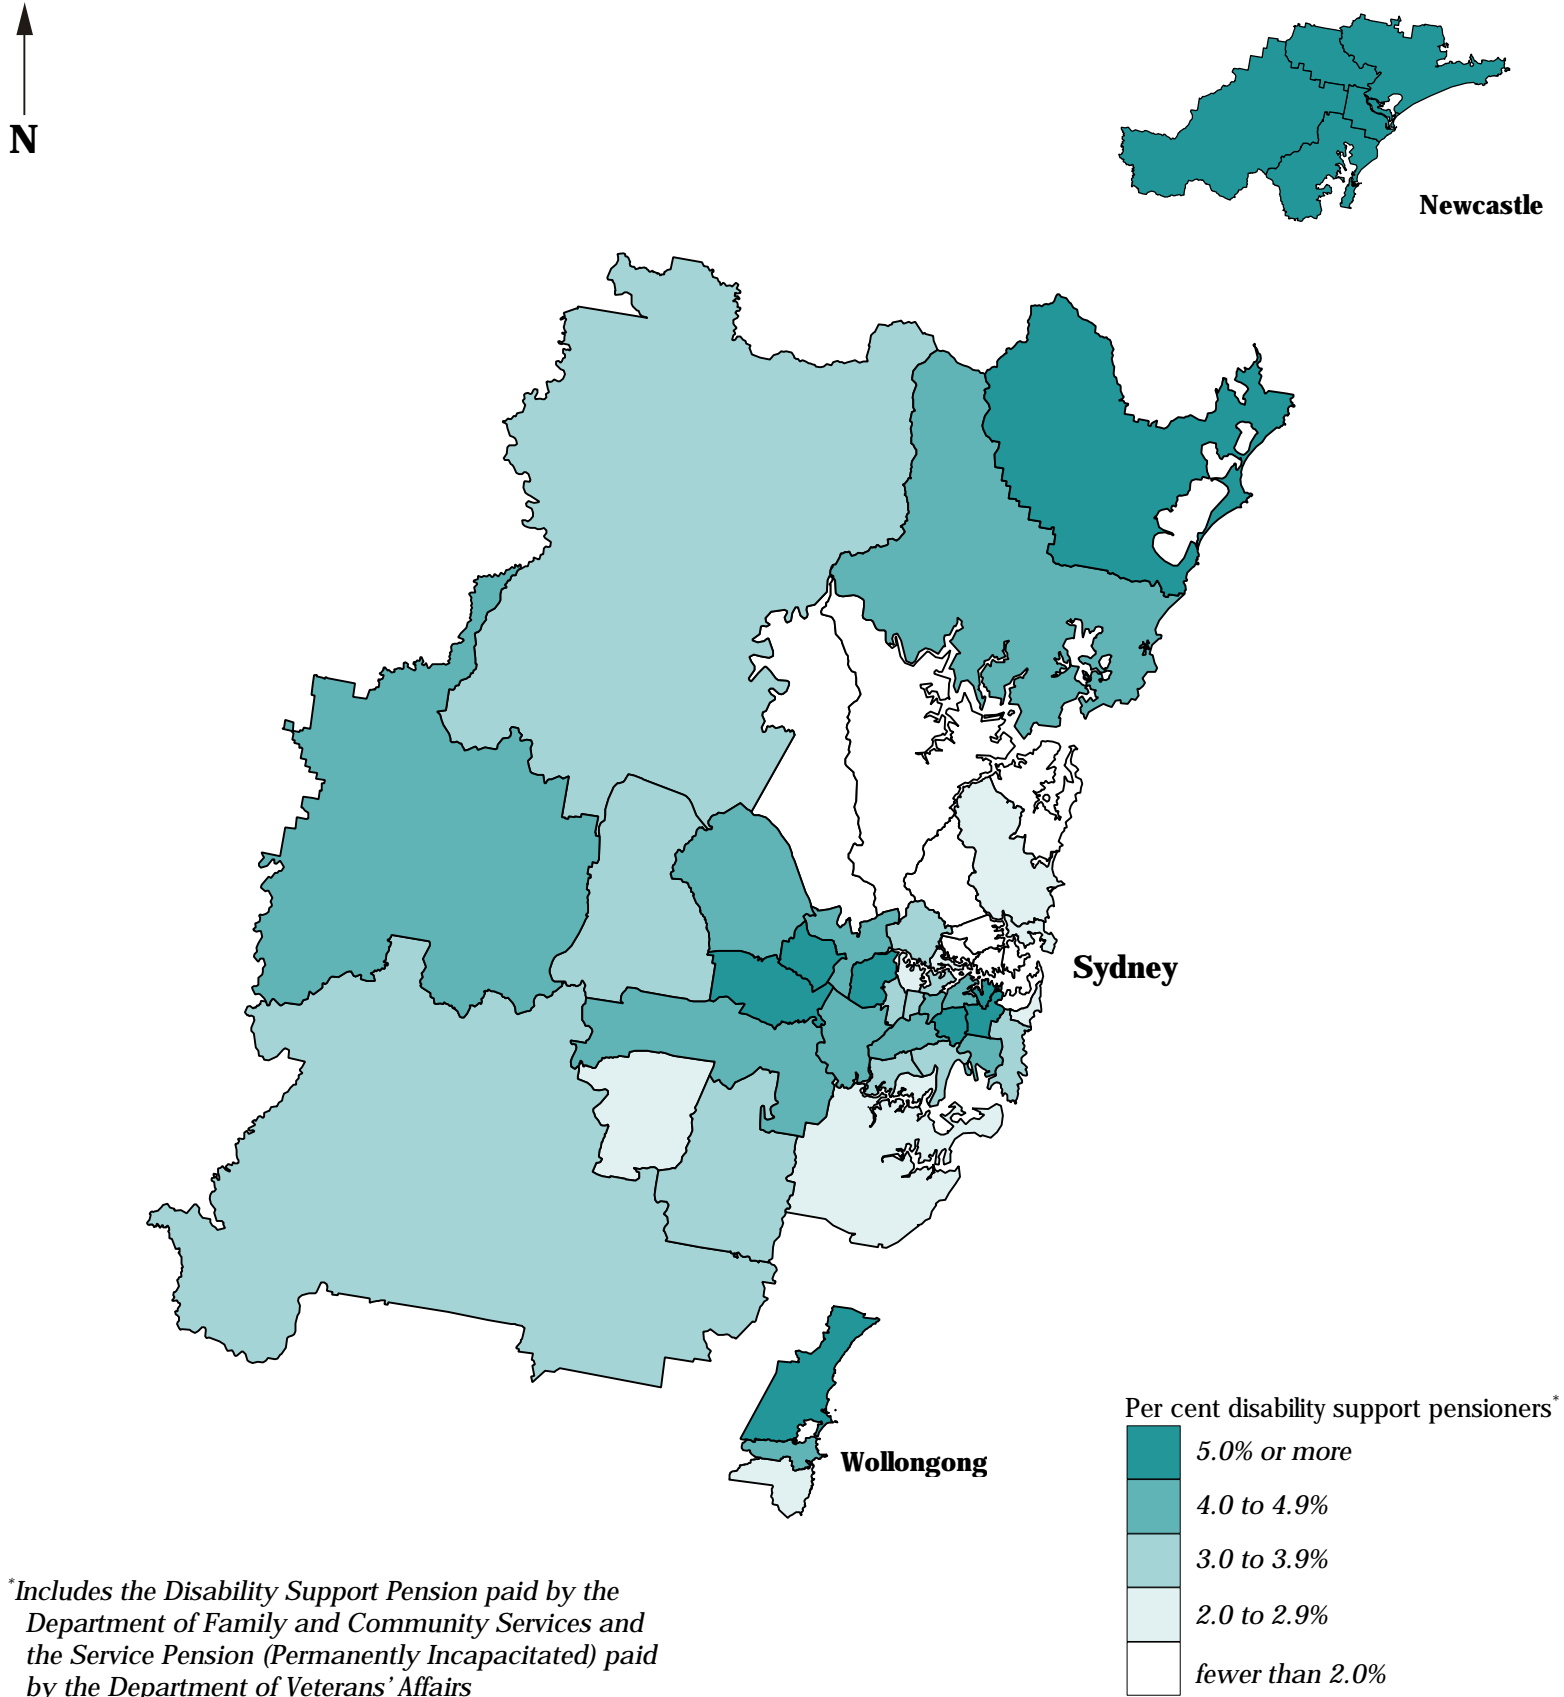 N
Newcastle
Sydney
Wollongong
Per cent disability support pensioners*
5.0% or more
4.0 to 4.9%
3.0 to 3.9%
2.0 to 2.9%
fewer than 2.0%
*Includes the Disability Support Pension paid by the
Department of Family and Community Services and
the Service Pension (Permanently Incapacitated) paid
by the Department of Veterans' Affairs